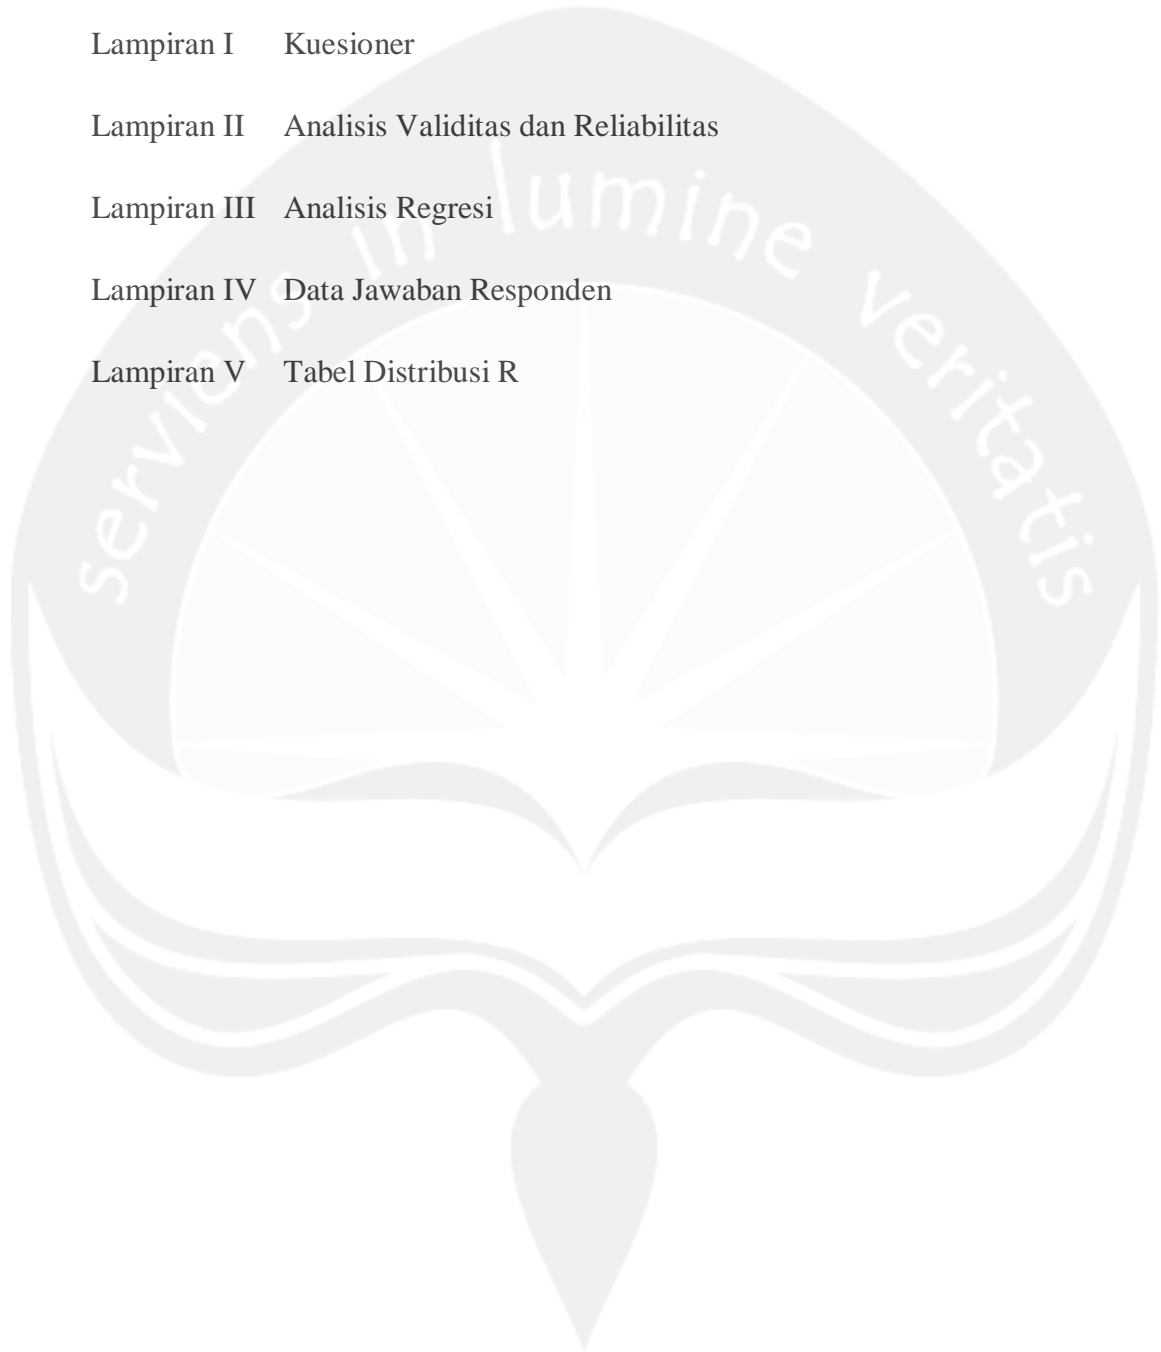 Lampiran I Kuesioner
Lampiran II Analisis Validitas dan Reliabilitas
Lampiran III Analisis Regresi
Lampiran IV Data Jawaban Responden
Lampiran V Tabel Distribusi R
serviens in lumine veritatis